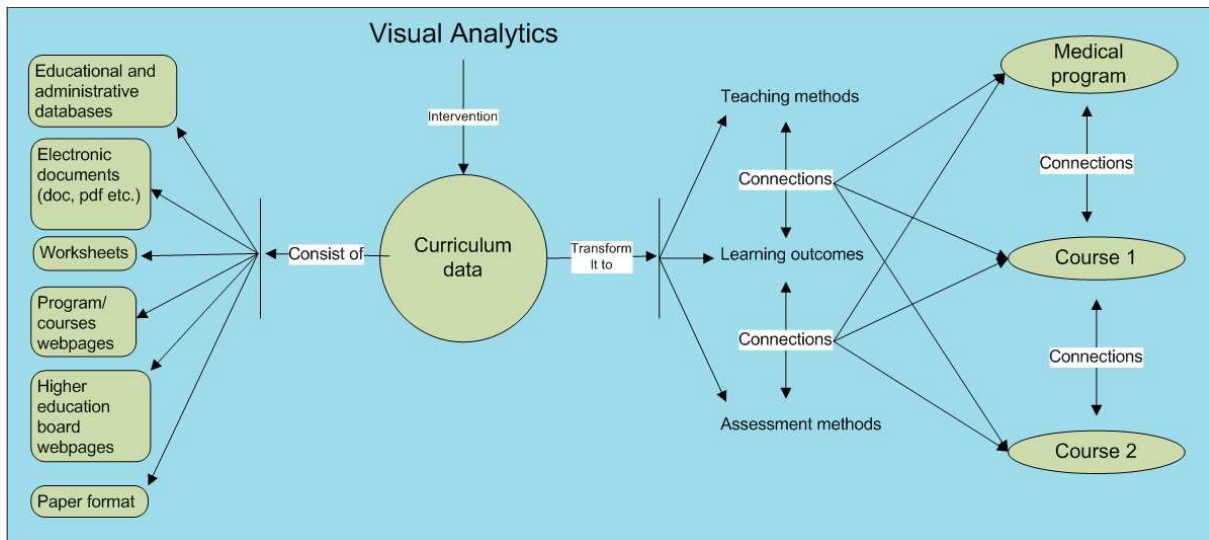 Visual Analytics
Intervention
Educational and
administrative
databases
Electronic
documents
(doc, pdf etc.)
Worksheets
Program/
courses
webpages
Higher
education
board
webpages
Paper format
Consist of
Curriculum
data
Transform
It to
Teaching methods
Connections
Learning outcomes
Connections
Assessment methods
Medical
program
Connections
Course 1
Connections
Course 2